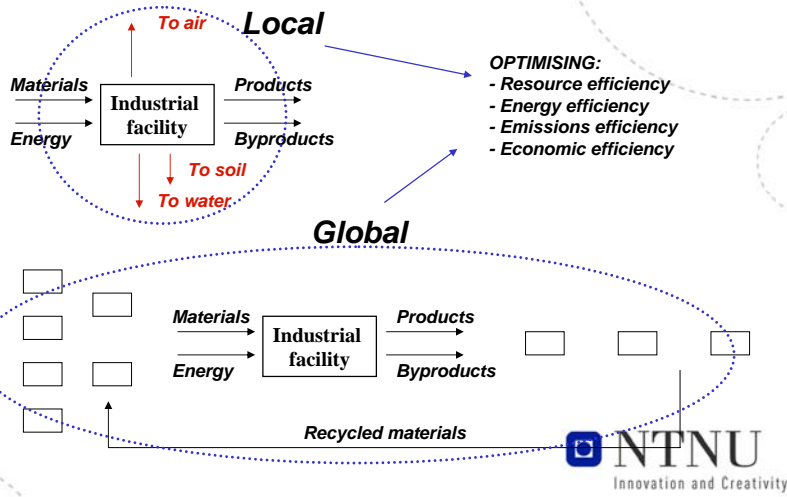 To air
Local
OPTIMISING:
- Resource efficiency
- Energy efficiency
- Emissions efficiency
- Economic efficiency
Materials
Energy
Industrial
facility
Products
Byproducts
To soil
To water
Global
Materials
Energy
Industrial
facility
Products
Byproducts
Recycled materials
NTNU
Innovation and Creativity